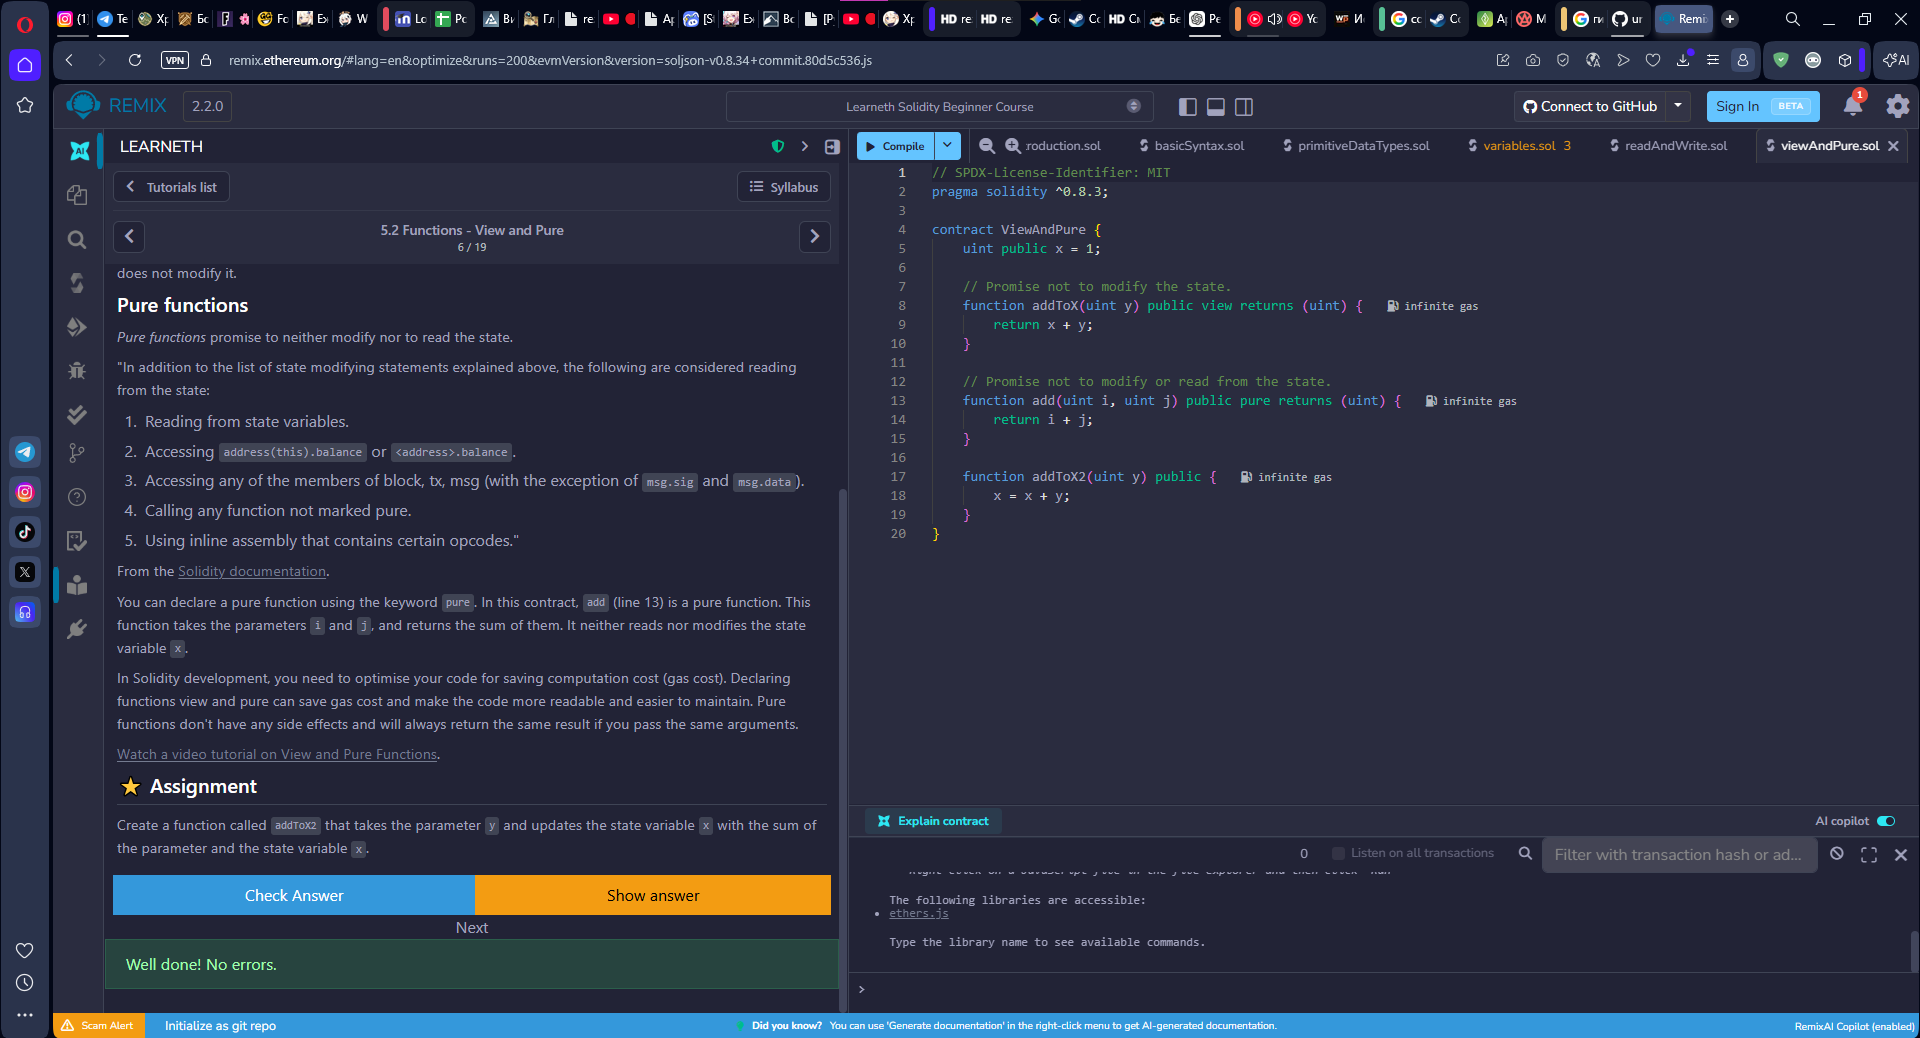 VPN
remix.ethereum.org/#lang=en&optimize&runs=200&evmVersion&version=soljson-v0.8.34+commit.80d5c536.js
AI
REMIX
2.2.0
Learneth Solidity Beginner Course
Connect to GitHub
Sign In
BETA
1
LEARNETH
Tutorials list
Syllabus
5.2 Functions - View and Pure
6 / 19
does not modify it.
Pure functions
Pure functions promise to neither modify nor to read the state.
"In addition to the list of state modifying statements explained above, the following are considered reading
from the state:
1. Reading from state variables.
2. Accessing address(this).balance or <address>.balance.
3. Accessing any of the members of block, tx, msg (with the exception of msg.sig and msg.data).
4. Calling any function not marked pure.
5. Using inline assembly that contains certain opcodes."
From the Solidity documentation.
You can declare a pure function using the keyword pure. In this contract, add (line 13) is a pure function. This
function takes the parameters i and j, and returns the sum of them. It neither reads nor modifies the state
variable x.
In Solidity development, you need to optimise your code for saving computation cost (gas cost). Declaring
functions view and pure can save gas cost and make the code more readable and easier to maintain. Pure
functions don't have any side effects and will always return the same result if you pass the same arguments.
Watch a video tutorial on View and Pure Functions.
Assignment
Create a function called addToX2 that takes the parameter y and updates the state variable x with the sum of
the parameter and the state variable x.
Check Answer
Show answer
Next
Well done! No errors.
Compile
roduction.sol
basicSyntax.sol
primitiveDataTypes.sol
variables.sol 3
readAndWrite.sol
viewAndPure.sol
1 // SPDX-License-Identifier: MIT
2 pragma solidity ^0.8.3;
3
4 contract ViewAndPure {
5 uint public x = 1;
6
7 // Promise not to modify the state.
8 function addToX(uint y) public view returns (uint) { infinite gas
9 return x + y;
10 }
11
12 // Promise not to modify or read from the state.
13 function add(uint i, uint j) public pure returns (uint) { infinite gas
14 return i + j;
15 }
16
17 function addToX2(uint y) public { infinite gas
18 x = x + y;
19 }
20 }
Explain contract
AI copilot
0
Listen on all transactions
Filter with transaction hash or ad...
The following libraries are accessible:
ethers.js
Type the library name to see available commands.
>
Scam Alert
Initialize as git repo
Did you know? You can use 'Generate documentation' in the right-click menu to get AI-generated documentation.
RemixAI Copilot (enabled)